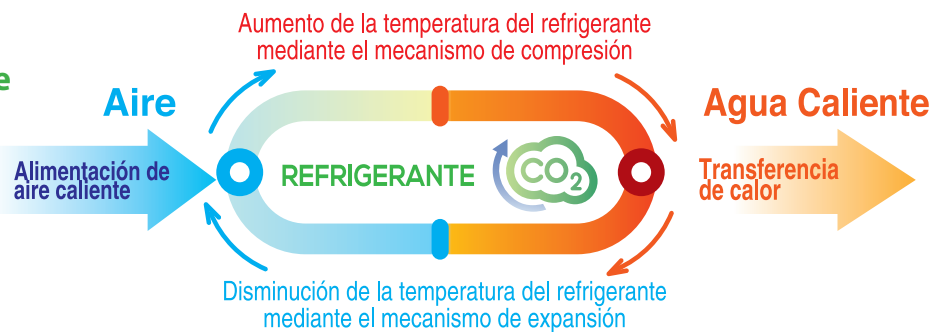 Aumento de la temperatura del refrigerante
mediante el mecanismo de compresión
e
Aire
Agua Caliente
Alimentación de
aire caliente
REFRIGERANTE
CO2
Transferencia
de calor
Disminución de la temperatura del refrigerante
mediante el mecanismo de expansión